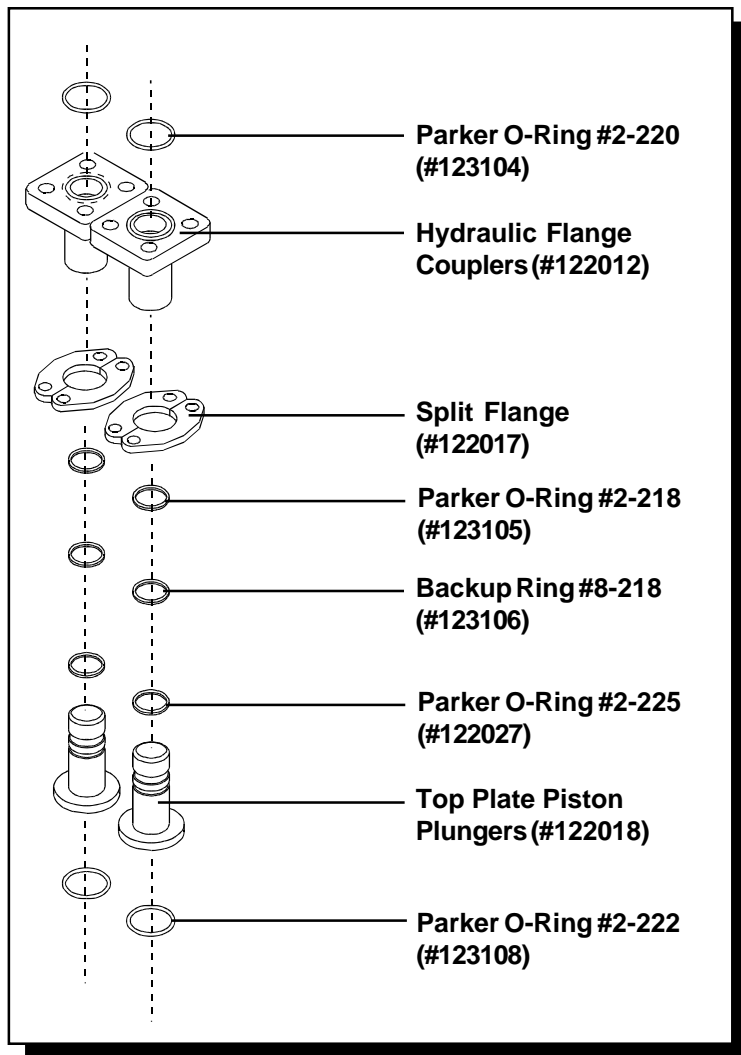 Parker O-Ring #2-220
(#123104)
Hydraulic Flange
Couplers (#122012)
Split Flange
(#122017)
Parker O-Ring #2-218
(#123105)
Backup Ring #8-218
(#123106)
Parker O-Ring #2-225
(#122027)
Top Plate Piston
Plungers (#122018)
Parker O-Ring #2-222
(#123108)